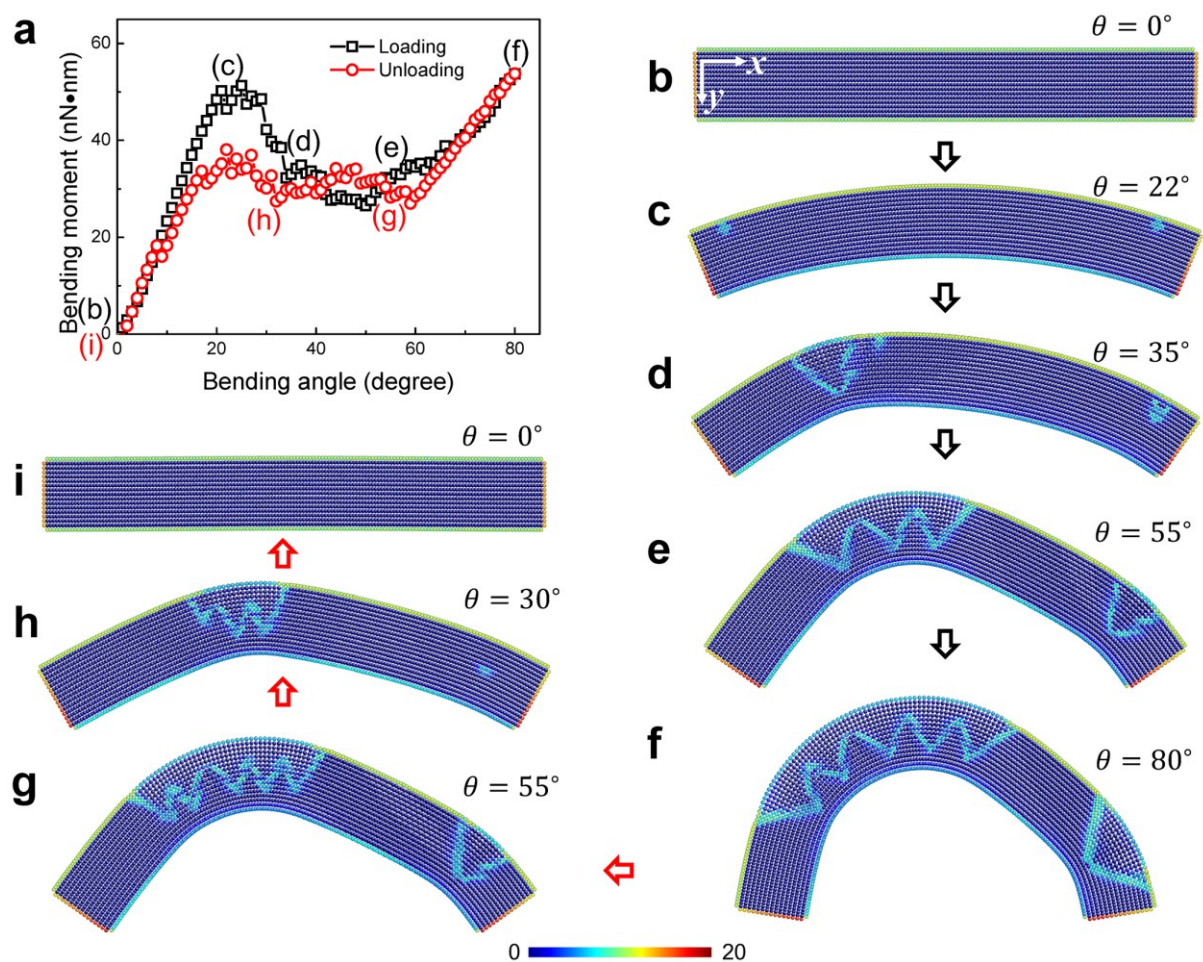 a
60
40
20
0
0
20
40
60
80
Bending moment (nN•nm)
Bending angle (degree)
Loading
Unloading
(b)
(i)
(c)
(d)
(e)
(f)
(g)
(h)
b
x
y
θ = 0°
c
θ = 22°
d
θ = 35°
e
θ = 55°
f
θ = 80°
g
θ = 55°
h
θ = 30°
i
θ = 0°
0
20